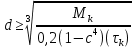 d ≥ ∛(M_k / (0,2(1−c⁴)(τ_k)))